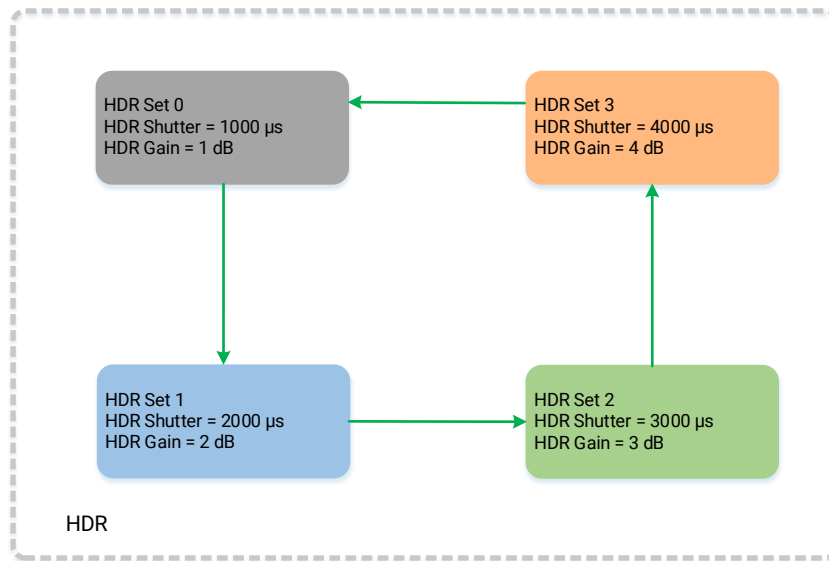 HDR Set 0
HDR Shutter = 1000 µs
HDR Gain = 1 dB
HDR Set 3
HDR Shutter = 4000 µs
HDR Gain = 4 dB
HDR Set 1
HDR Shutter = 2000 µs
HDR Gain = 2 dB
HDR Set 2
HDR Shutter = 3000 µs
HDR Gain = 3 dB
HDR